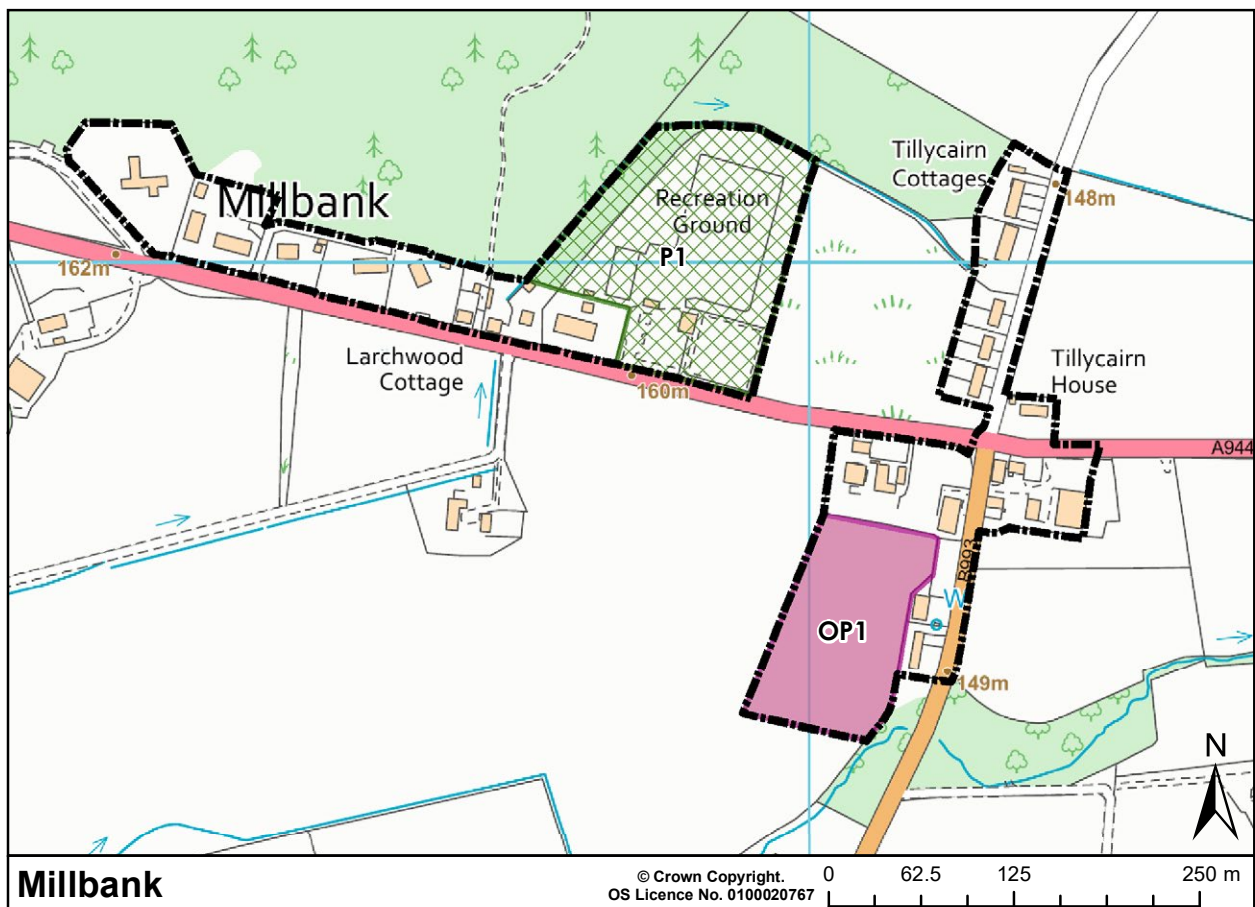 Tillycairn
Cottages
148m
Millbank
Recreation
Ground
P1
162m
Larchwood
Cottage
160m
Tillycairn
House
A944
B993
W
OP1
149m
N
Millbank
© Crown Copyright.
OS Licence No. 0100020767
0 62.5 125 250 m